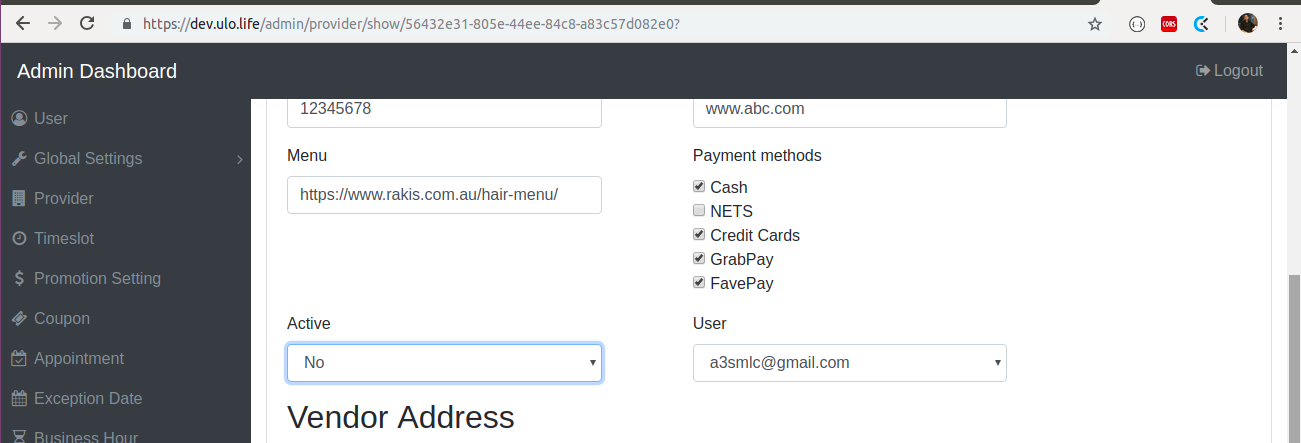 https://dev.ulo.life/admin/provider/show/56432e31-805e-44ee-84c8-a83c57d082e0?
CORS
Admin Dashboard
Logout
User
Global Settings
Provider
Timeslot
Promotion Setting
Coupon
Appointment
Exception Date
Business Hour
12345678
www.abc.com
Menu
https://www.rakis.com.au/hair-menu/
Payment methods
Cash
NETS
Credit Cards
GrabPay
FavePay
Active
No
User
a3smlc@gmail.com
Vendor Address